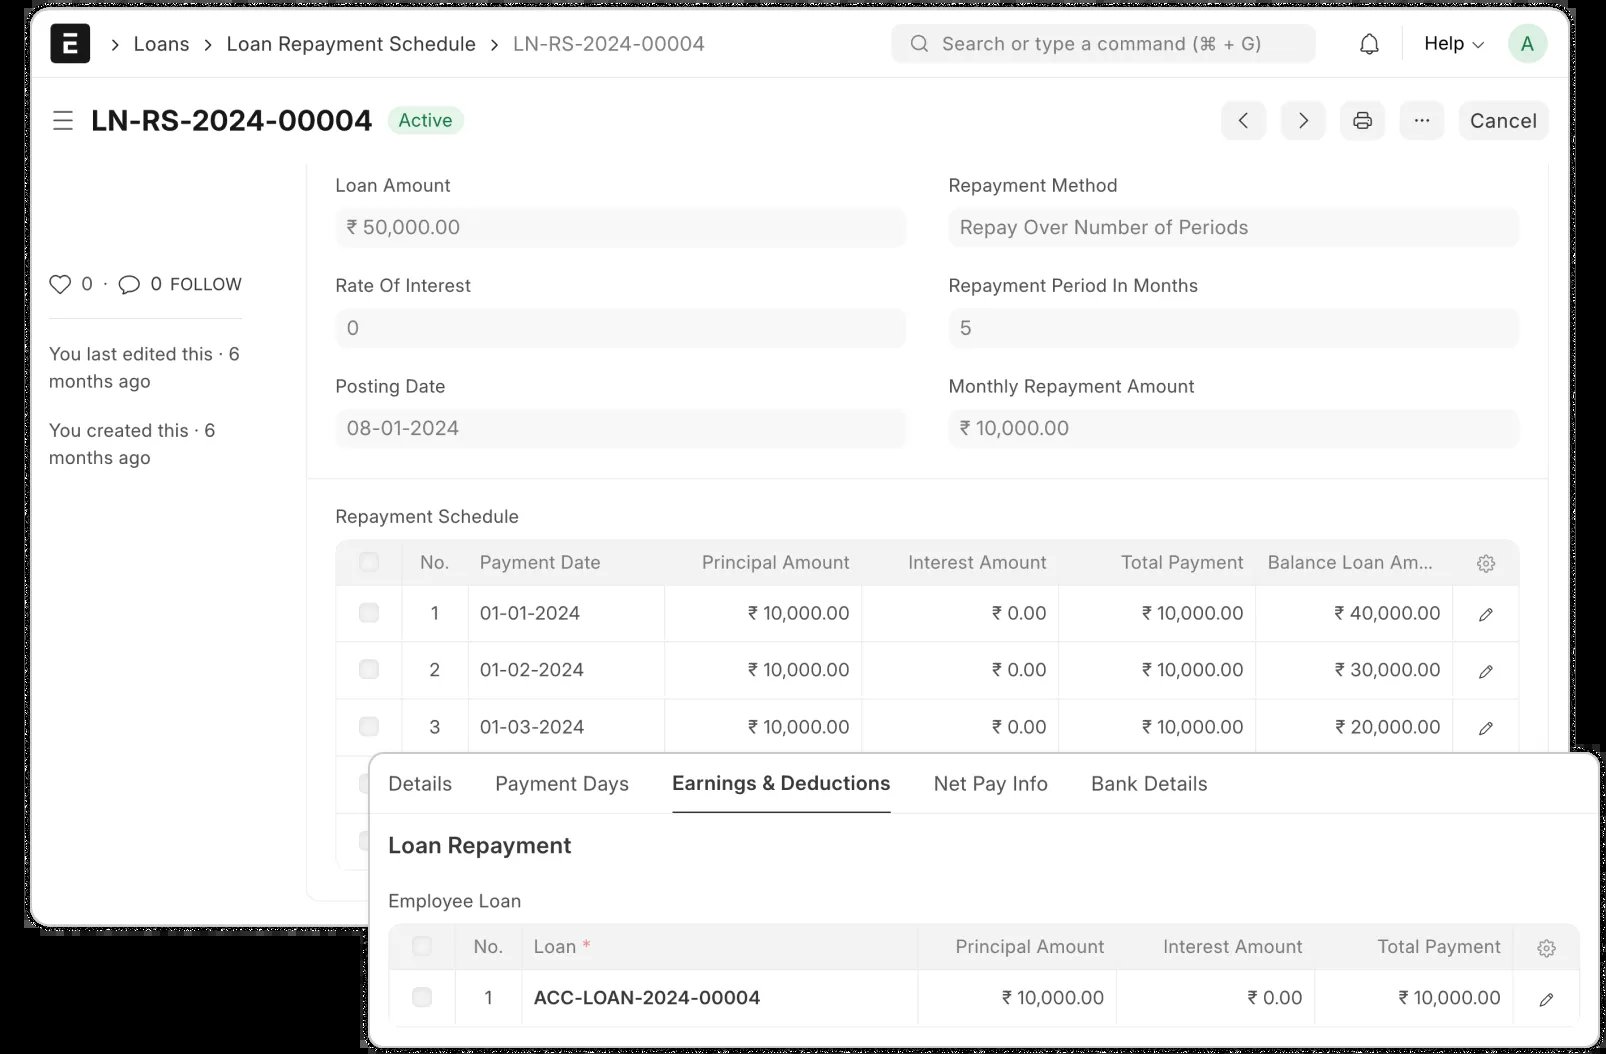 E > Loans > Loan Repayment Schedule > LN-RS-2024-00004 Search or type a command (⌘ + G) Help A
LN-RS-2024-00004 Active ... Cancel
Loan Amount Repayment Method
₹ 50,000.00 Repay Over Number of Periods
0 · 0 FOLLOW
Rate Of Interest Repayment Period In Months
0 5
You last edited this · 6
months ago
Posting Date Monthly Repayment Amount
08-01-2024 ₹ 10,000.00
You created this · 6
months ago
Repayment Schedule
No. Payment Date Principal Amount Interest Amount Total Payment Balance Loan Am...
1 01-01-2024 ₹ 10,000.00 ₹ 0.00 ₹ 10,000.00 ₹ 40,000.00
2 01-02-2024 ₹ 10,000.00 ₹ 0.00 ₹ 10,000.00 ₹ 30,000.00
3 01-03-2024 ₹ 10,000.00 ₹ 0.00 ₹ 10,000.00 ₹ 20,000.00
Details Payment Days Earnings & Deductions Net Pay Info Bank Details
Loan Repayment
Employee Loan
No. Loan * Principal Amount Interest Amount Total Payment
1 ACC-LOAN-2024-00004 ₹ 10,000.00 ₹ 0.00 ₹ 10,000.00